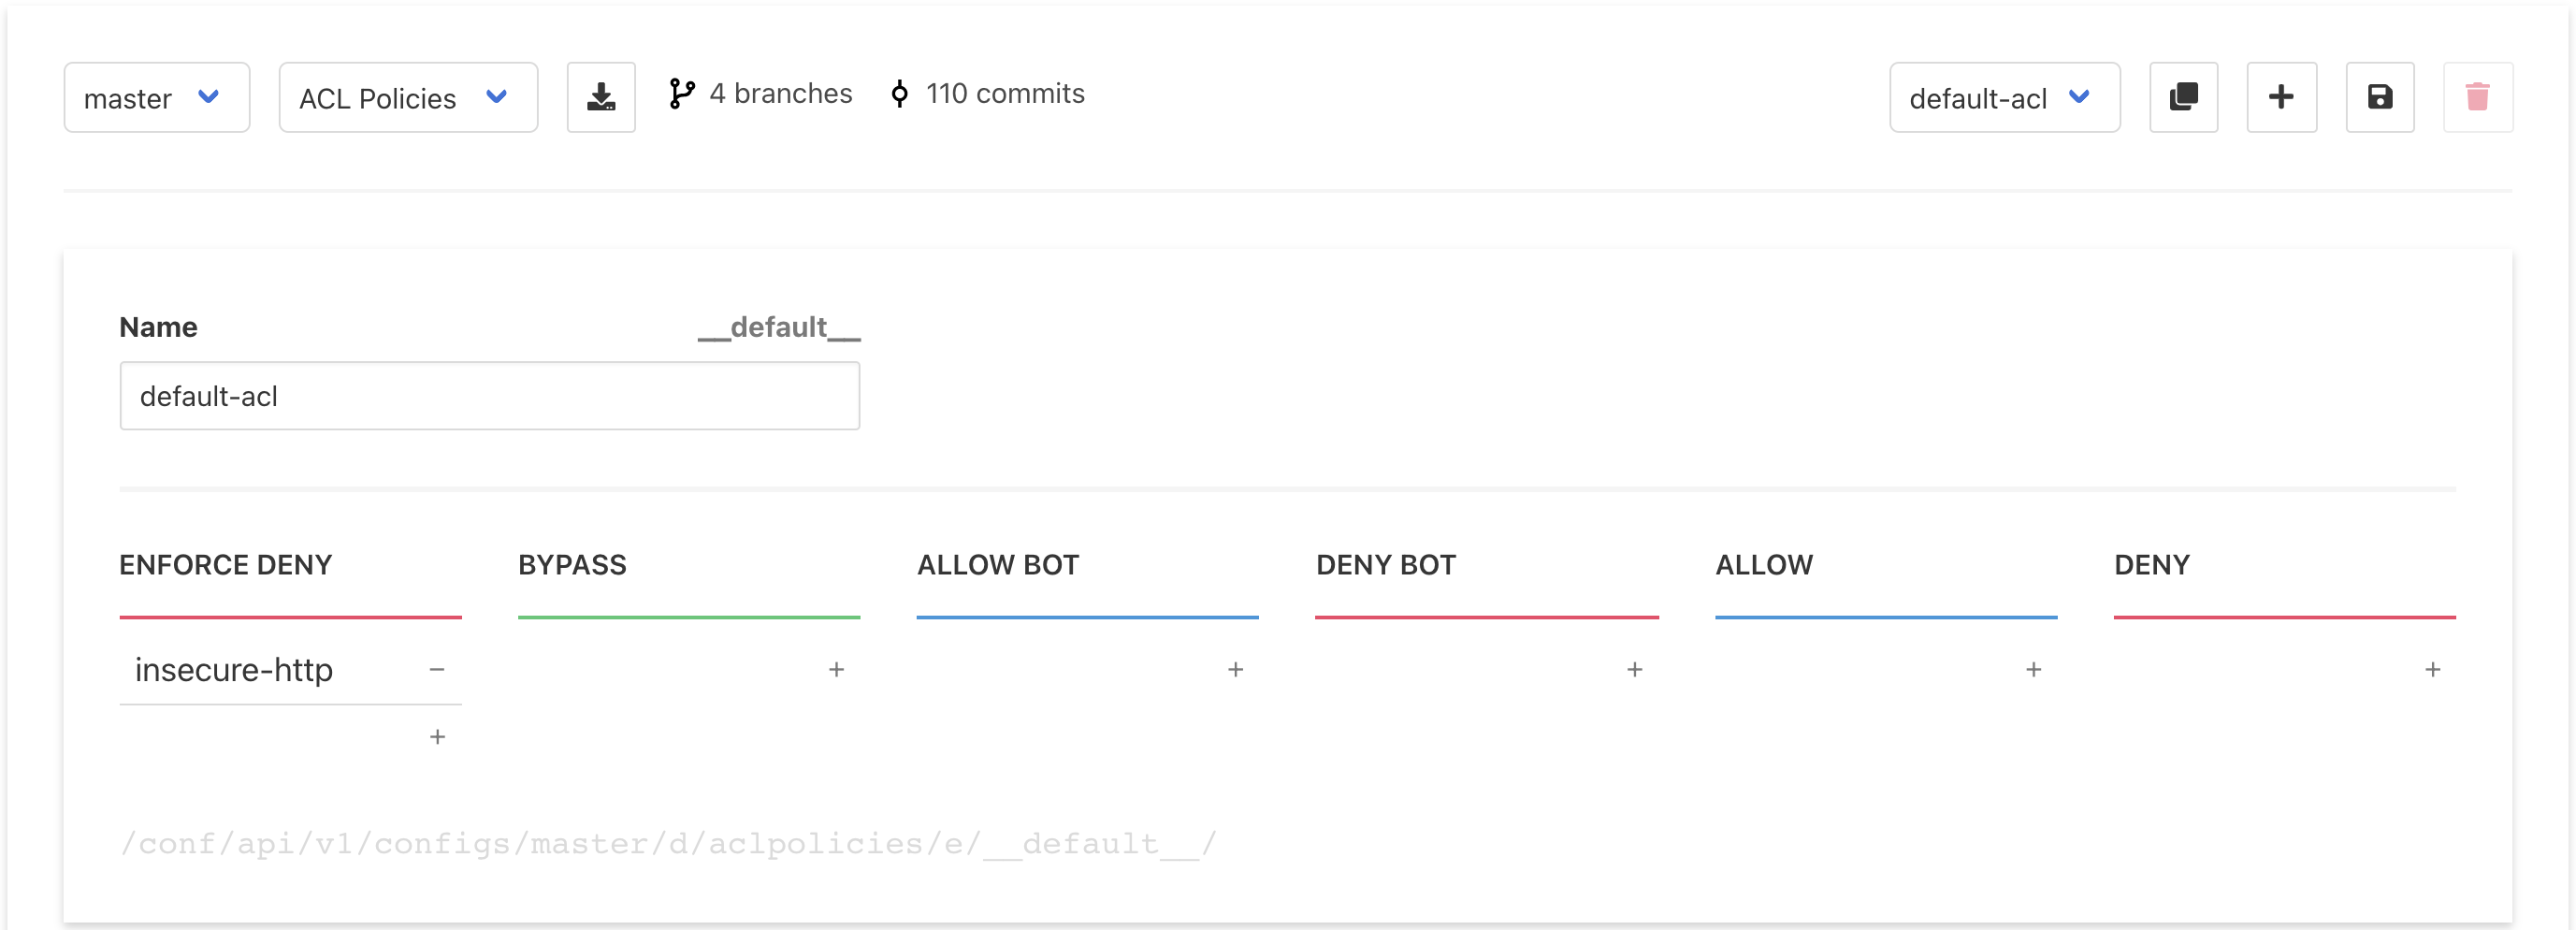 master ACL Policies 4 branches 110 commits default-acl
Name __default__
default-acl
ENFORCE DENY BYPASS ALLOW BOT DENY BOT ALLOW DENY
insecure-http − + + + + +
+
/conf/api/v1/configs/master/d/aclpolicies/e/__default__/